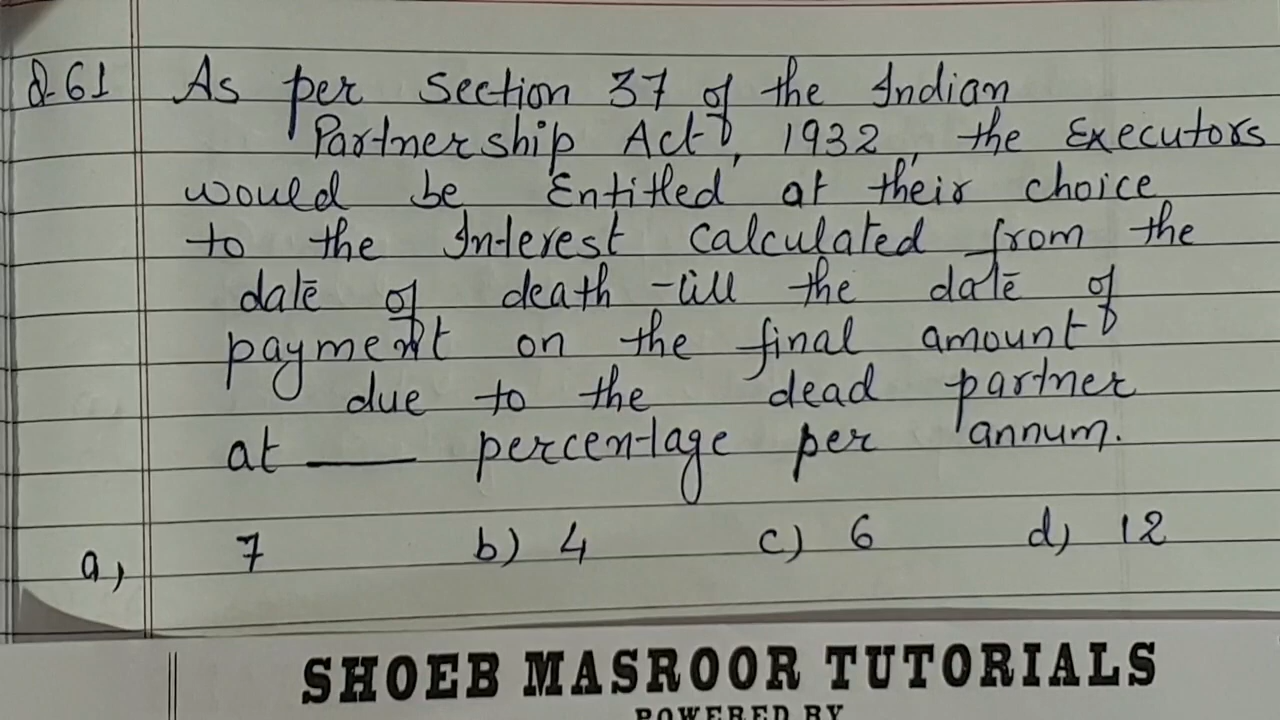 Q.61 As per Section 37 of the Indian
Partnership Act, 1932, the Executors
would be Entitled at their choice
to the Interest calculated from the
date of death till the date of
payment on the final amount
due to the dead partner
at ___ percentage per annum.
a) 7 b) 4 c) 6 d) 12
SHOEB MASROOR TUTORIALS
POWERED BY